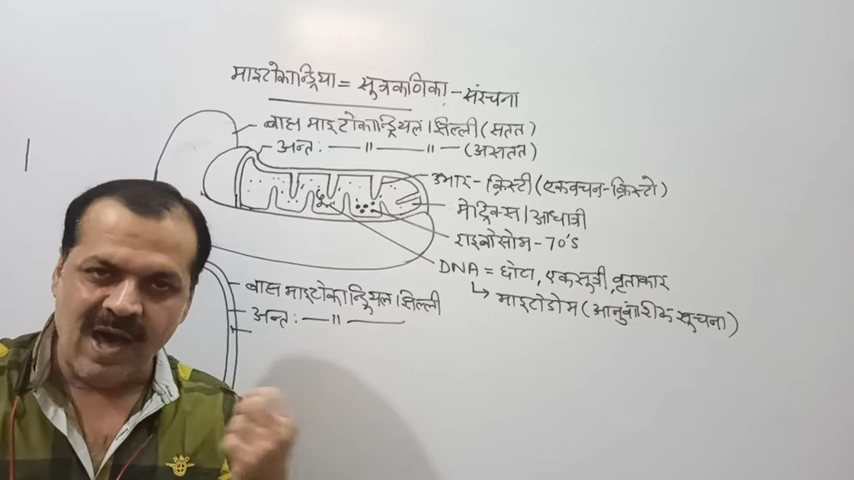 माइटोकान्ड्रिया = सूत्रकणिका - संरचना
बाह्य माइटोकान्ड्रियल झिल्ली (सतत)
अन्त: — " — " — (असतत)
उभार - क्रिस्टी (एकवचन - क्रिस्टो)
मेट्रिक्स / आधात्री
राइबोसोम - 70's
DNA = छोटा, एकसूत्री, वृताकार
↳ माइटोडोम (आनुवांशिक सूचना)
बाह्य माइटोकान्ड्रियल झिल्ली
अन्त: — " —